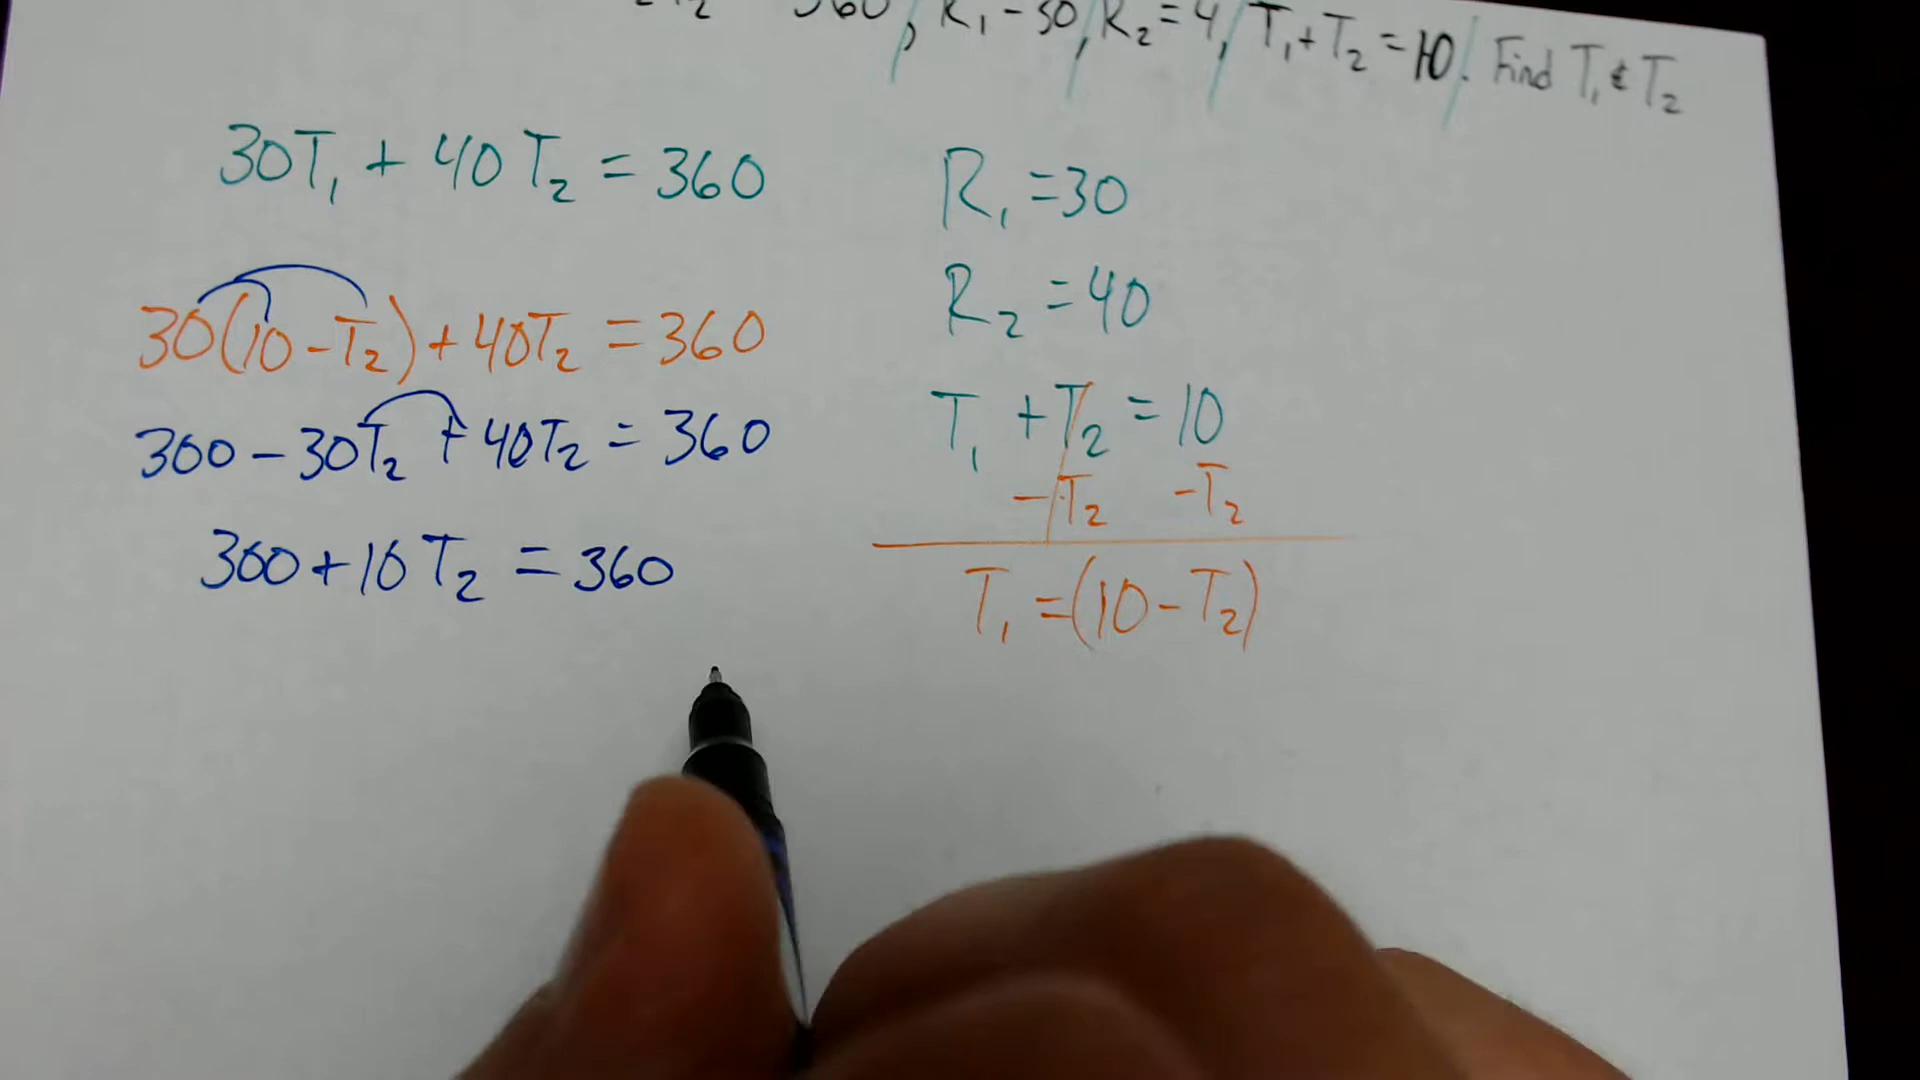 360, R₁ - 30, R₂ = 4, T₁ + T₂ = 10. Find T₁ & T₂
30T₁ + 40T₂ = 360
30(10 - T₂) + 40T₂ = 360
300 - 30T₂ + 40T₂ = 360
300 + 10T₂ = 360
R₁ = 30
R₂ = 40
T₁ + T₂ = 10
- T₂ - T₂
T₁ = (10 - T₂)